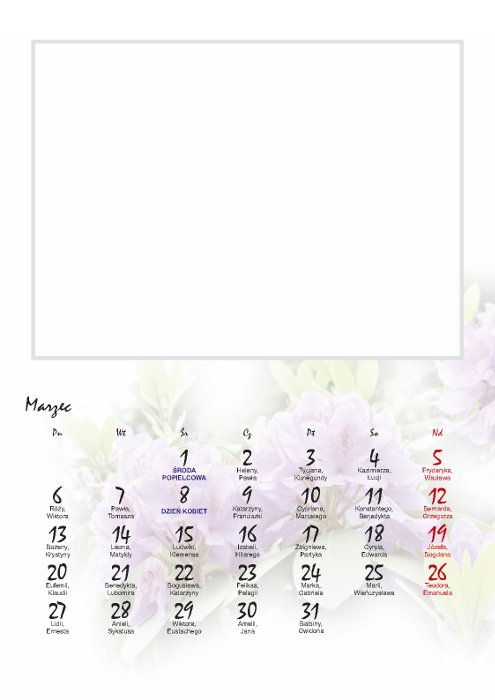 Marzec
Pn Wt Śr Cz Pt So Nd
1 2 3 4 5
ŚRODA POPIELCOWA Heleny, Pawła Tycjana, Kunegundy Kazimierza, Łucji Fryderyka, Wacława
6 7 8 9 10 11 12
Róży, Wiktora Pawła, Tomasza DZIEŃ KOBIET Katarzyny, Franciszki Cypriana, Marcelego Konstantego, Benedykta Bernarda, Grzegorza
13 14 15 16 17 18 19
Bożeny, Krystyny Leona, Matyldy Ludwiki, Klemensa Izabeli, Hilarego Zbigniewa, Patryka Cyryla, Edwarda Józefa, Bogdana
20 21 22 23 24 25 26
Eufemii, Klaudii Benedykta, Lubomira Bogusława, Katarzyny Feliksa, Pelagii Marka, Gabriela Marii, Wieńczysława Teodora, Emanuela
27 28 29 30 31
Lidii, Ernesta Anieli, Sykstusa Wiktora, Eustachego Amelii, Jana Balbiny, Gwidona